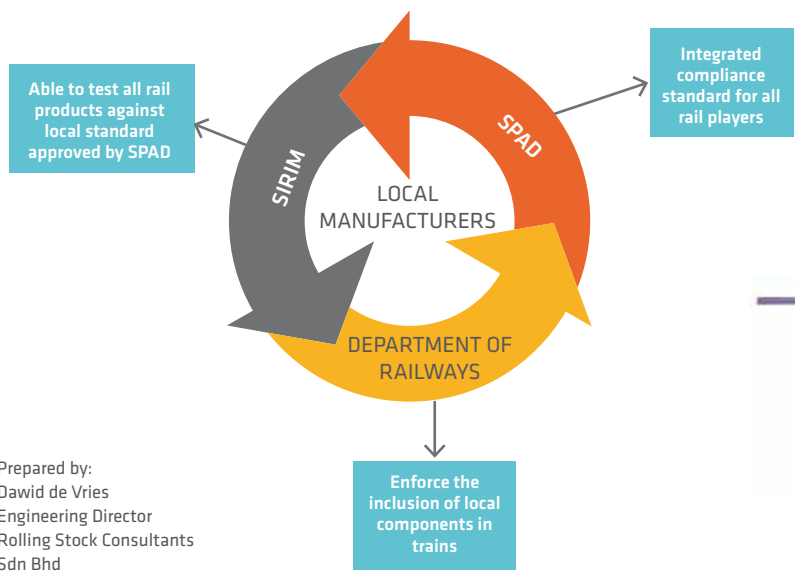 Able to test all rail
products against
local standard
approved by SPAD
Integrated
compliance
standard for all
rail players
SIRIM
SPAD
LOCAL
MANUFACTURERS
DEPARTMENT OF
RAILWAYS
Enforce the
inclusion of local
components in
trains
Prepared by:
Dawid de Vries
Engineering Director
Rolling Stock Consultants
Sdn Bhd